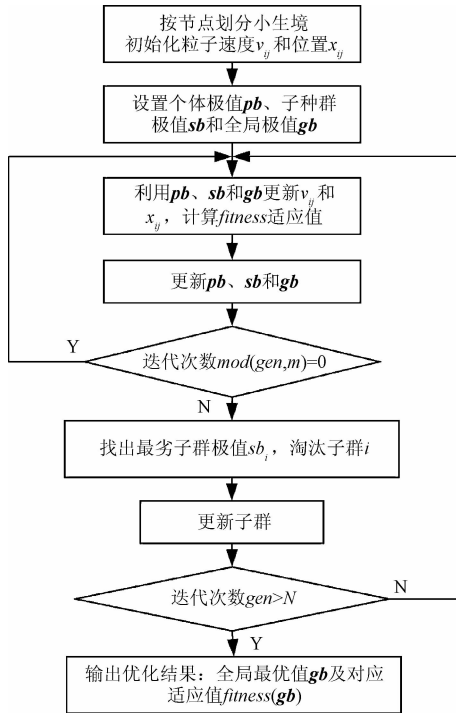 按节点划分小生境
初始化粒子速度v_ij和位置x_ij
设置个体极值pb、子种群
极值sb和全局极值gb
利用pb、sb和gb更新v_ij和
x_ij，计算fitness适应值
更新pb、sb和gb
Y
迭代次数mod(gen,m)=0
N
找出最劣子群极值sb_i，淘汰子群i
更新子群
N
迭代次数gen>N
Y
输出优化结果：全局最优值gb及对应
适应值fitness(gb)